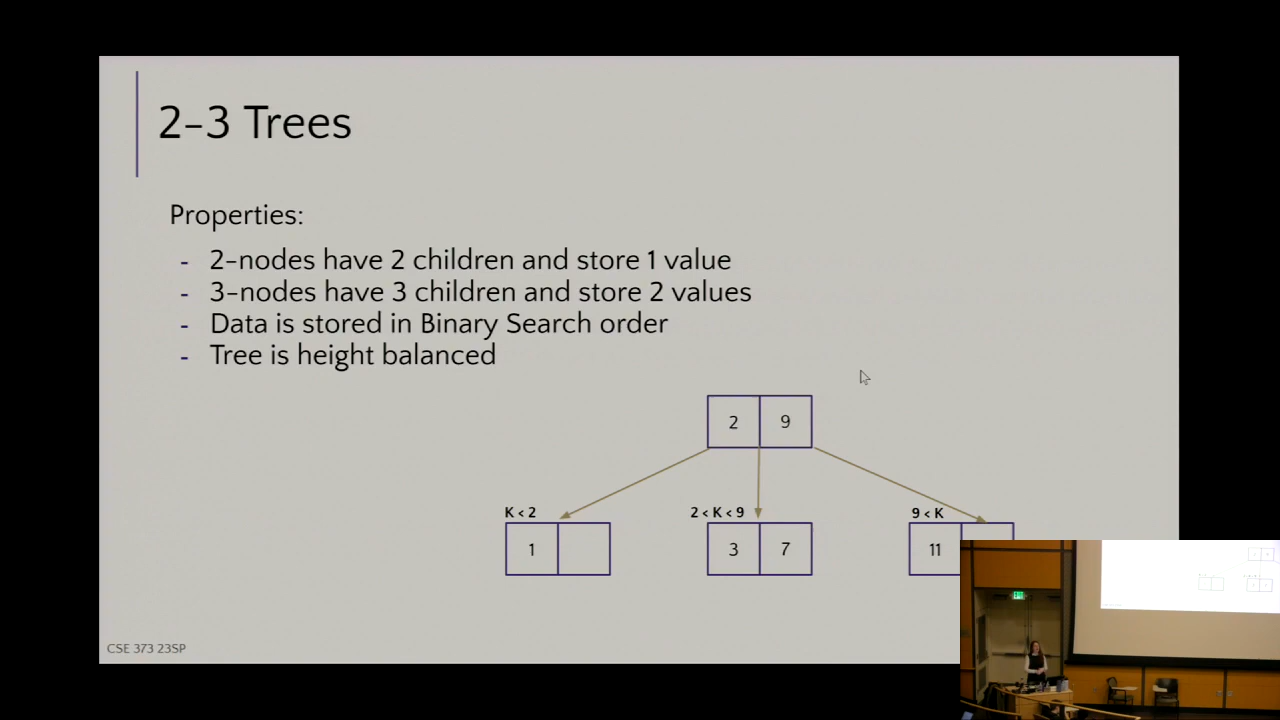 2-3 Trees
Properties:
- 2-nodes have 2 children and store 1 value
- 3-nodes have 3 children and store 2 values
- Data is stored in Binary Search order
- Tree is height balanced
2 9
K < 2
2 < K < 9
9 < K
1
3 7
11
CSE 373 23SP